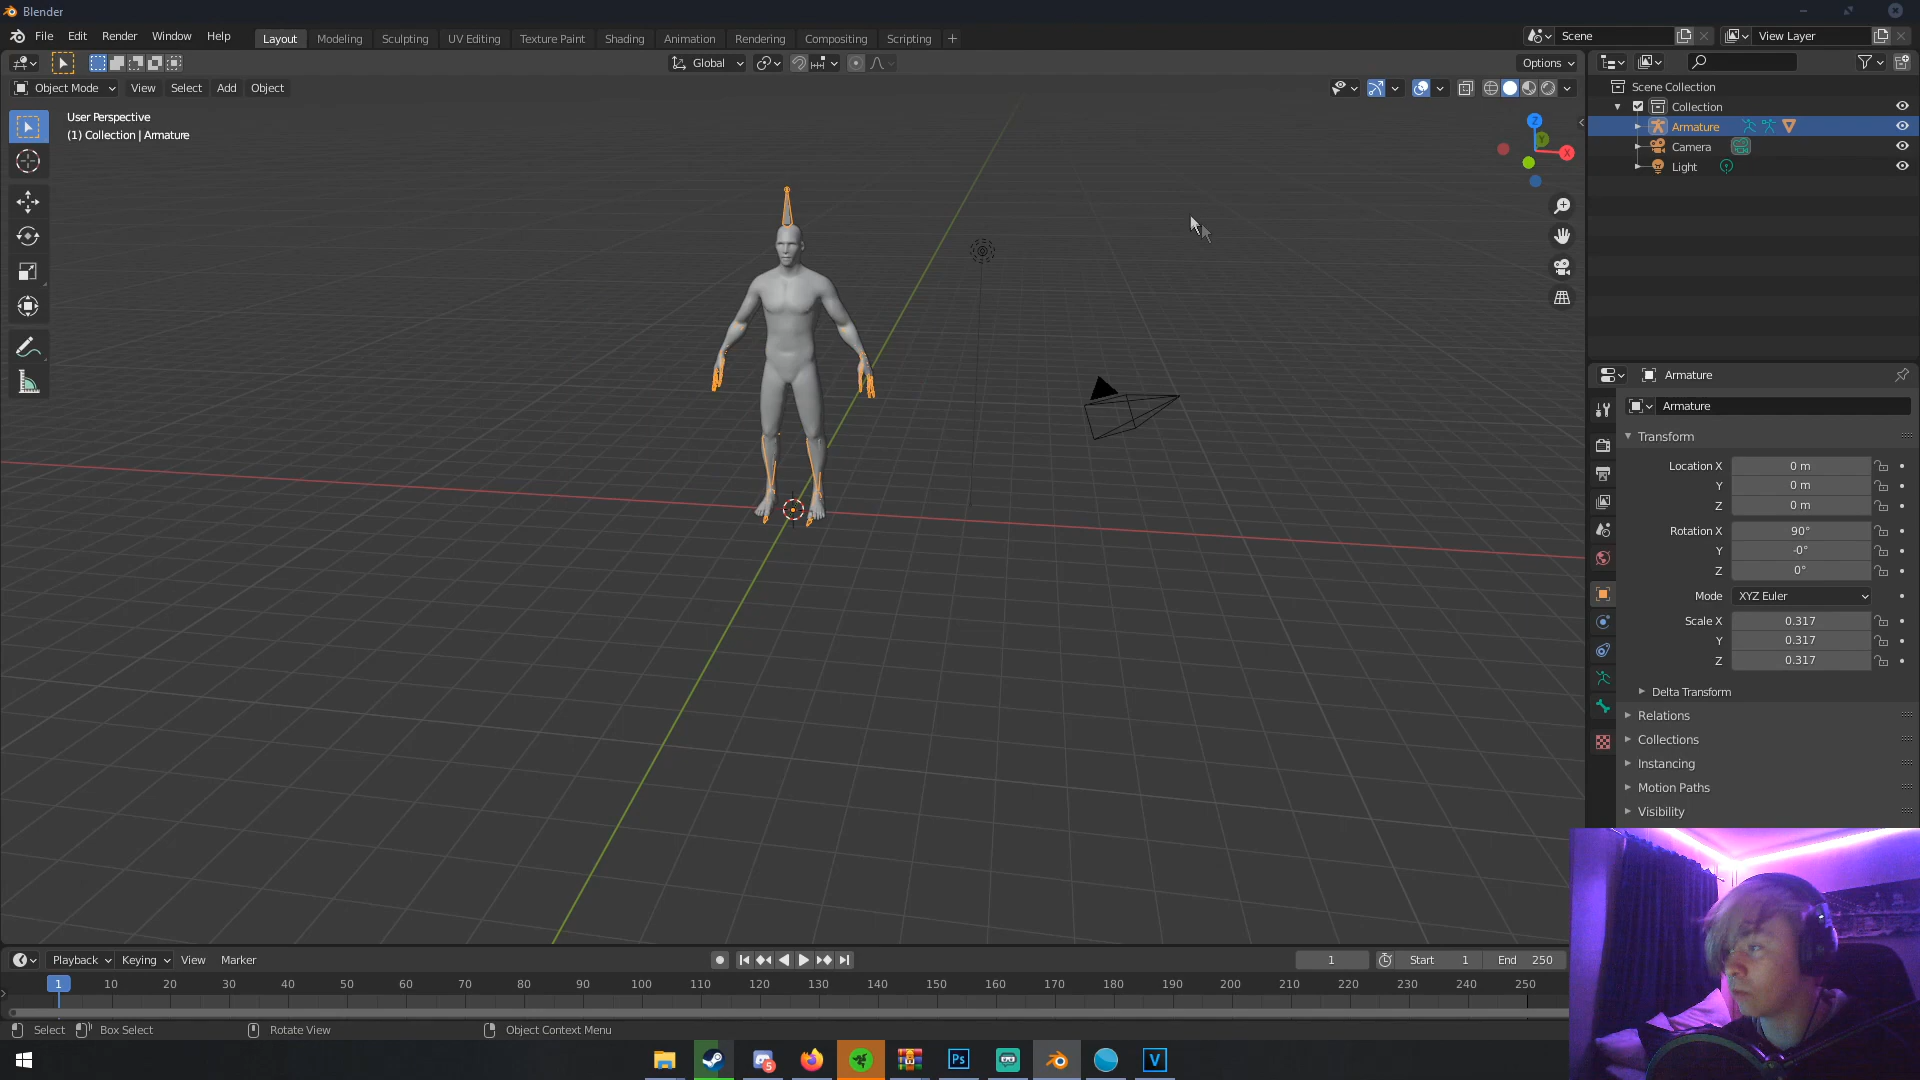 Blender
File Edit Render Window Help
Layout Modeling Sculpting UV Editing Texture Paint Shading Animation Rendering Compositing Scripting +
Scene
View Layer
Global
Options
Object Mode View Select Add Object
User Perspective
(1) Collection | Armature
Z
Y
X
Scene Collection
Collection
Armature
Camera
Light
Armature
Armature
Transform
Location X 0 m
Y 0 m
Z 0 m
Rotation X 90°
Y -0°
Z 0°
Mode XYZ Euler
Scale X 0.317
Y 0.317
Z 0.317
Delta Transform
Relations
Collections
Instancing
Motion Paths
Visibility
Playback Keying View Marker
1 Start 1 End 250
1 10 20 30 40 50 60 70 80 90 100 110 120 130 140 150 160 170 180 190 200 210 220 230 240 250
Select Box Select Rotate View Object Context Menu
5 Ps V